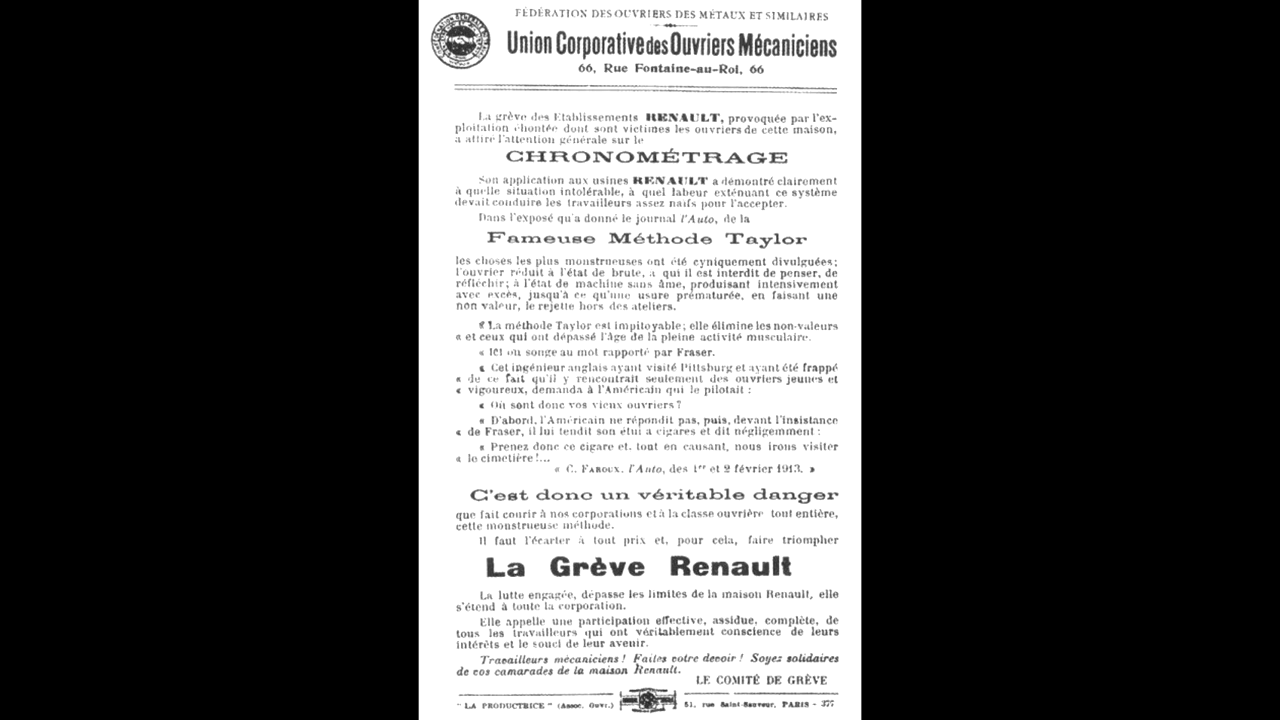 FÉDÉRATION DES OUVRIERS DES MÉTAUX ET SIMILAIRES
Union Corporative des Ouvriers Mécaniciens
66, Rue Fontaine-au-Roi, 66
La grève des Etablissements RENAULT, provoquée par l'ex-
ploitation éhontée dont sont victimes les ouvriers de cette maison,
a attiré l'attention générale sur le
CHRONOMÉTRAGE
Son application aux usines RENAULT a démontré clairement
à quelle situation intolérable, à quel labeur exténuant ce système
devait conduire les travailleurs assez naïfs pour l'accepter.
Dans l'exposé qu'a donné le journal l'Auto, de la
Fameuse Méthode Taylor
les choses les plus monstrueuses ont été cyniquement divulguées;
l'ouvrier réduit à l'état de brute, a qui il est interdit de penser, de
réfléchir; à l'état de machine sans âme, produisant intensivement
avec excès, jusqu'à ce qu'une usure prématurée, en faisant une
non valeur, le rejette hors des ateliers.
« La méthode Taylor est impitoyable; elle élimine les non-valeurs
« et ceux qui ont dépassé l'âge de la pleine activité musculaire.
« Ici on songe au mot rapporté par Fraser.
« Cet ingénieur anglais ayant visité Pittsburg et ayant été frappé
« de ce fait qu'il y rencontrait seulement des ouvriers jeunes et
« vigoureux, demanda à l'Américain qui le pilotait :
« Où sont donc vos vieux ouvriers ?
« D'abord, l'Américain ne répondit pas, puis, devant l'insistance
« de Fraser, il lui tendit son étui a cigares et dit négligemment :
« Prenez donc ce cigare et, tout en causant, nous irons visiter
« le cimetière !...
« C. FAROUX, l'Auto, des 1er et 2 février 1913. »
C'est donc un véritable danger
que fait courir à nos corporations et à la classe ouvrière tout entière,
cette monstrueuse méthode.
Il faut l'écarter à tout prix et, pour cela, faire triompher
La Grève Renault
La lutte engagée, dépasse les limites de la maison Renault, elle
s'étend à toute la corporation.
Elle appelle une participation effective, assidue, complète, de
tous les travailleurs qui ont véritablement conscience de leurs
intérêts et le souci de leur avenir.
Travailleurs mécaniciens ! Faites votre devoir ! Soyez solidaires
de vos camarades de la maison Renault.
LE COMITÉ DE GRÈVE
"LA PRODUCTRICE" (Assoc. Ouvr.) 51, rue Saint-Sauveur, PARIS - 377